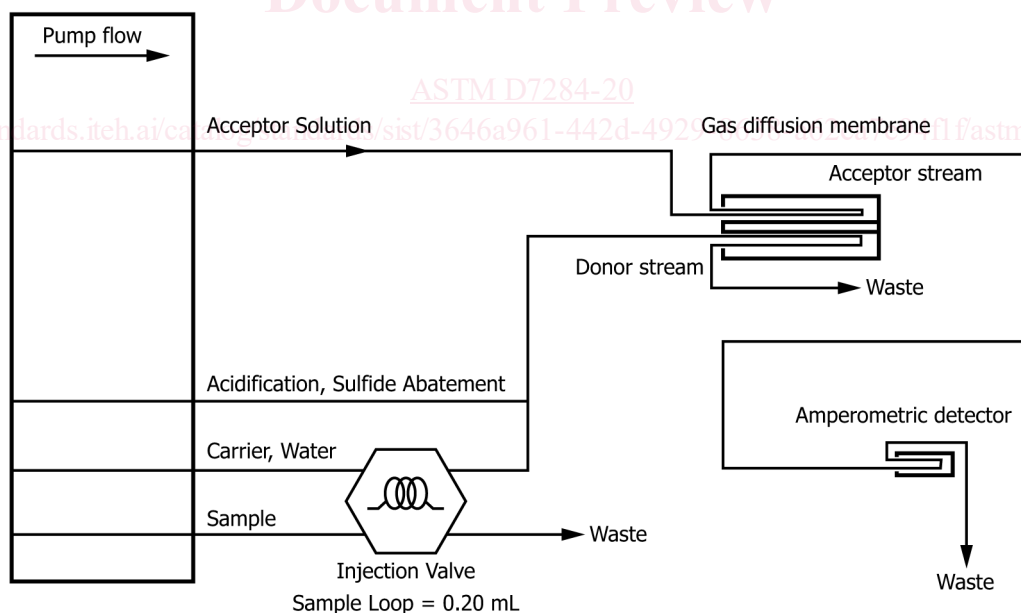 Document Preview
Pump flow
ASTM D7284-20
Acceptor Solution
Gas diffusion membrane
Acceptor stream
Donor stream
Waste
Acidification, Sulfide Abatement
Amperometric detector
Carrier, Water
Sample
Waste
Injection Valve
Waste
Sample Loop = 0.20 mL